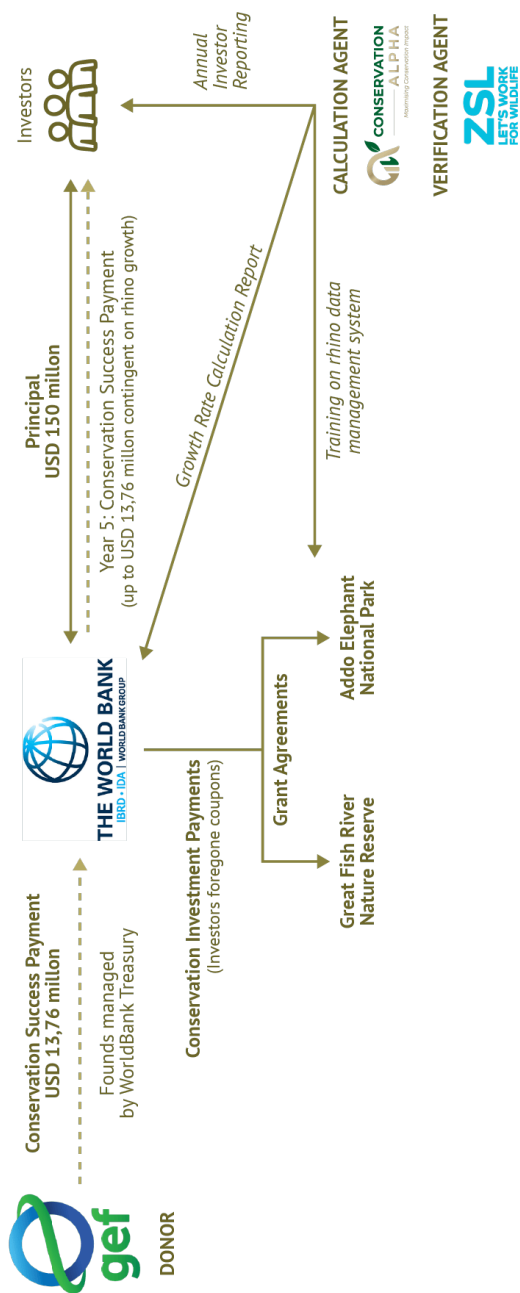 gef
DONOR
Conservation Success Payment
USD 13,76 millon
Founds managed
by WorldBank Treasury
THE WORLD BANK
IBRD • IDA | WORLD BANK GROUP
Principal
USD 150 millon
Year 5: Conservation Success Payment
(up to USD 13,76 millon contingent on rhino growth)
Investors
Annual
Investor
Reporting
Growth Rate Calculation Report
Conservation Investment Payments
(Investors foregone coupons)
Grant Agreements
Great Fish River
Nature Reserve
Addo Elephant
National Park
Training on rhino data
management system
CALCULATION AGENT
CONSERVATION
ALPHA
Maximising Conservation Impact
VERIFICATION AGENT
ZSL
LET'S WORK
FOR WILDLIFE